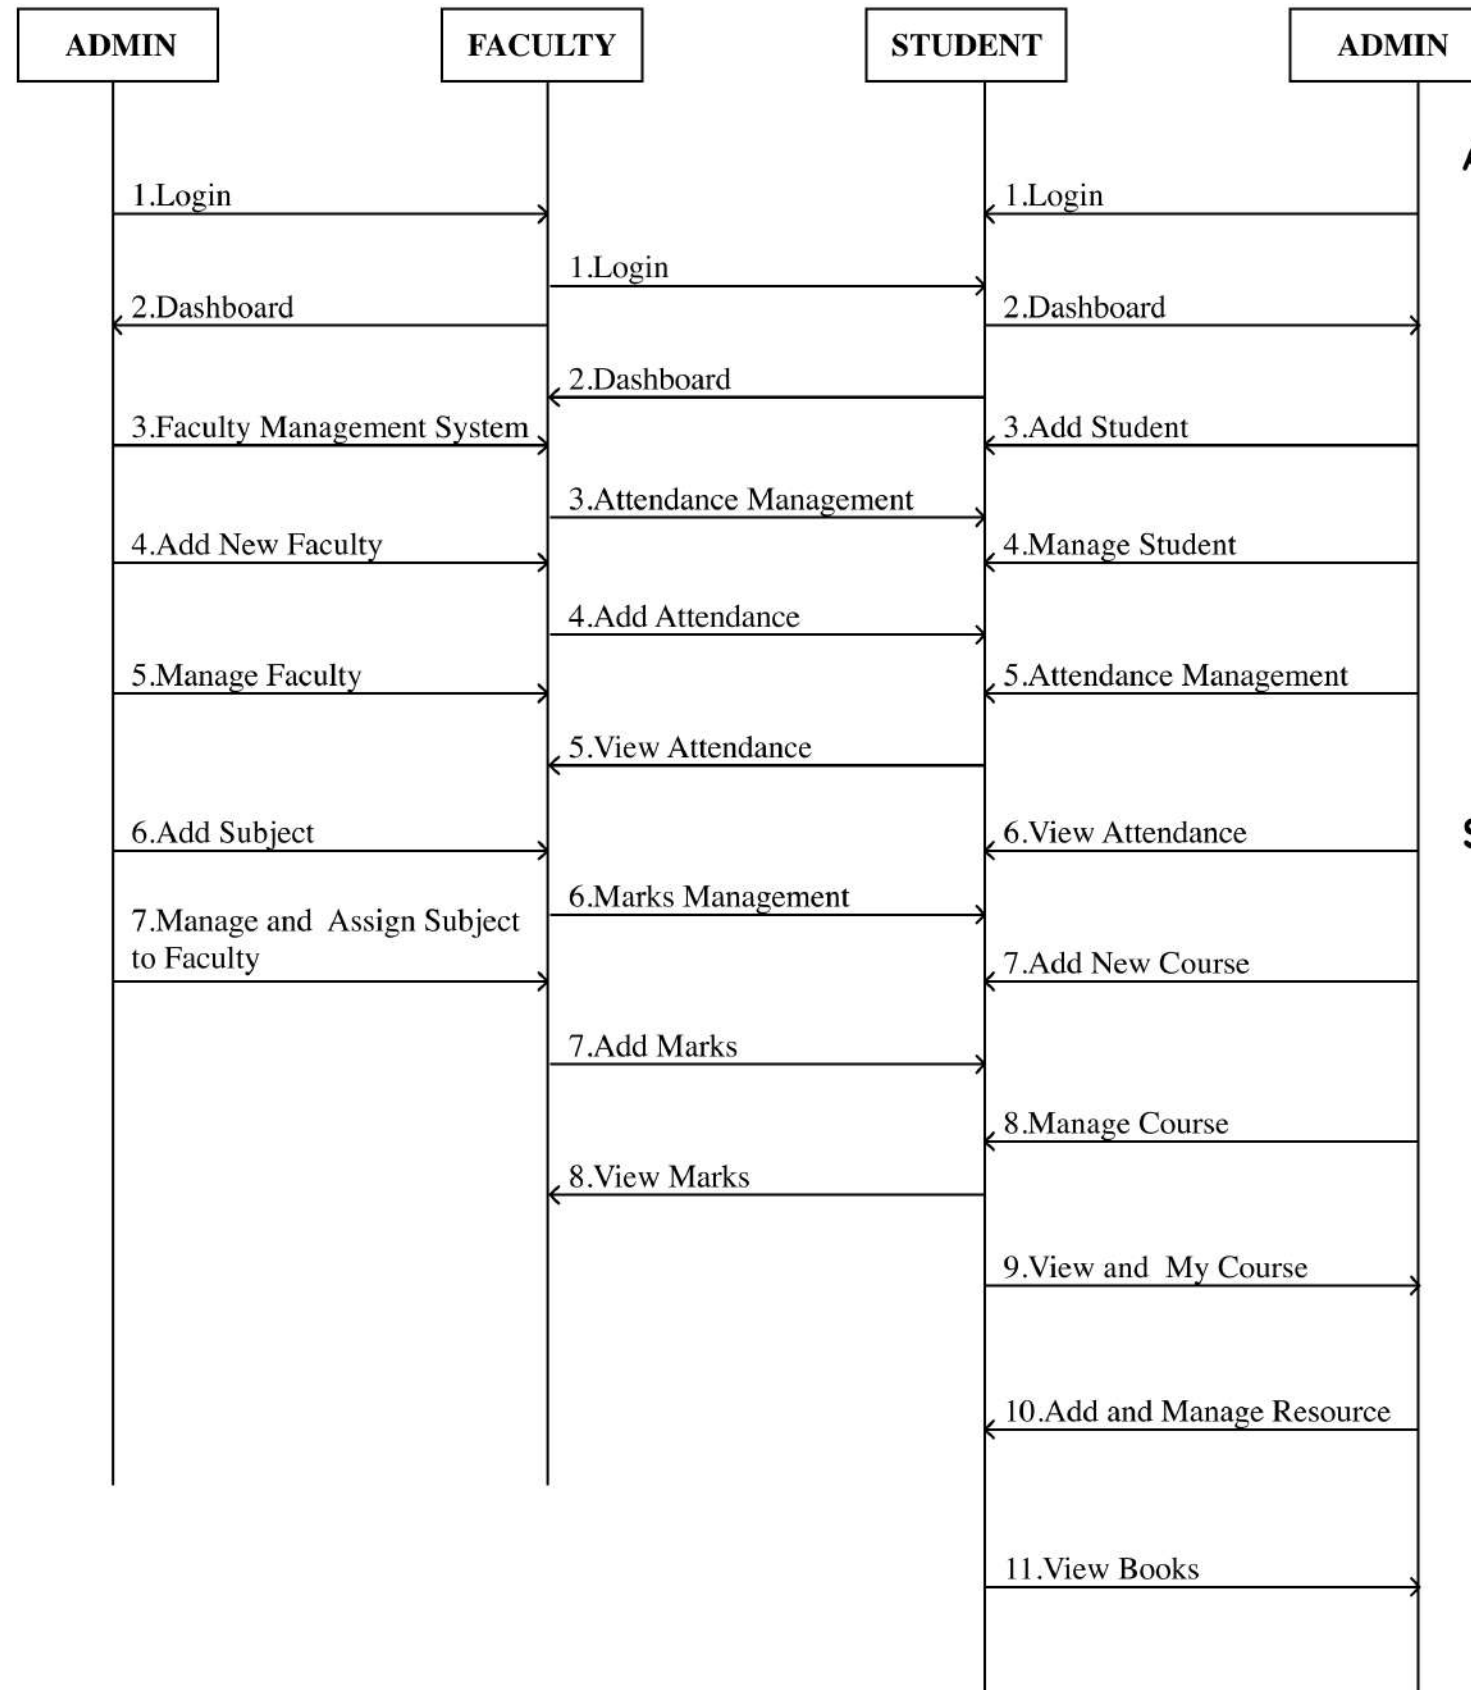 ADMIN
FACULTY
STUDENT
ADMIN
1.Login
1.Login
1.Login
2.Dashboard
2.Dashboard
2.Dashboard
3.Faculty Management System
3.Add Student
3.Attendance Management
4.Add New Faculty
4.Manage Student
4.Add Attendance
5.Manage Faculty
5.Attendance Management
5.View Attendance
6.Add Subject
6.View Attendance
6.Marks Management
7.Manage and  Assign Subject
to Faculty
7.Add New Course
7.Add Marks
8.Manage Course
8.View Marks
9.View and  My Course
10.Add and Manage Resource
11.View Books